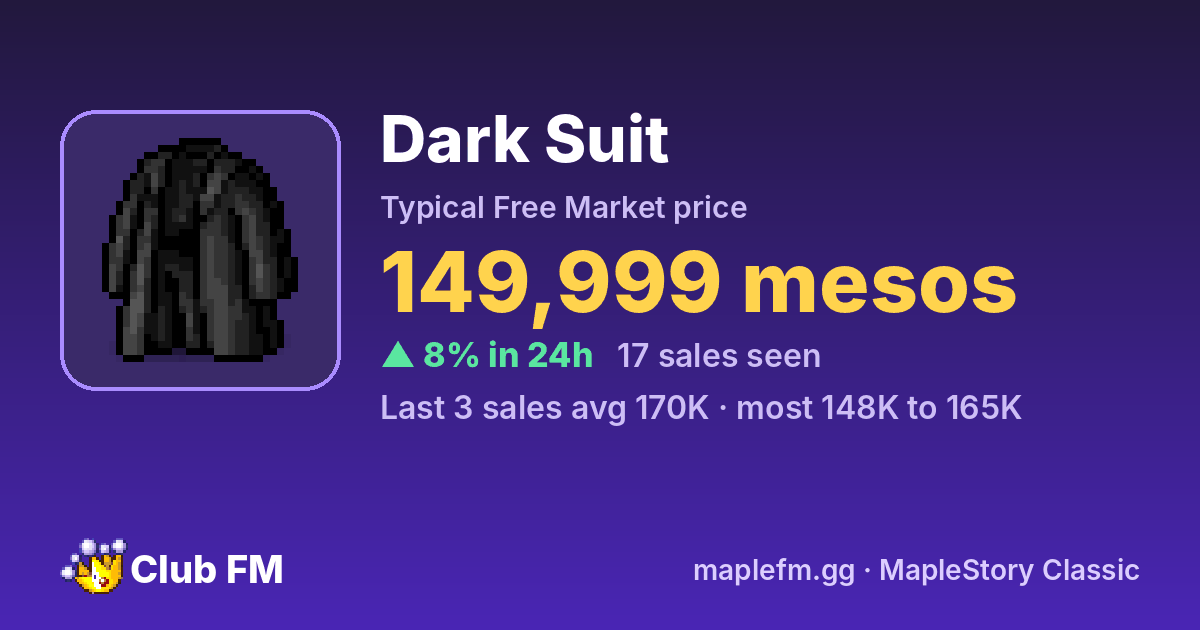 Dark Suit
Typical Free Market price
149,999 mesos
▲ 8% in 24h 17 sales seen
Last 3 sales avg 170K · most 148K to 165K
Club FM
maplefm.gg · MapleStory Classic